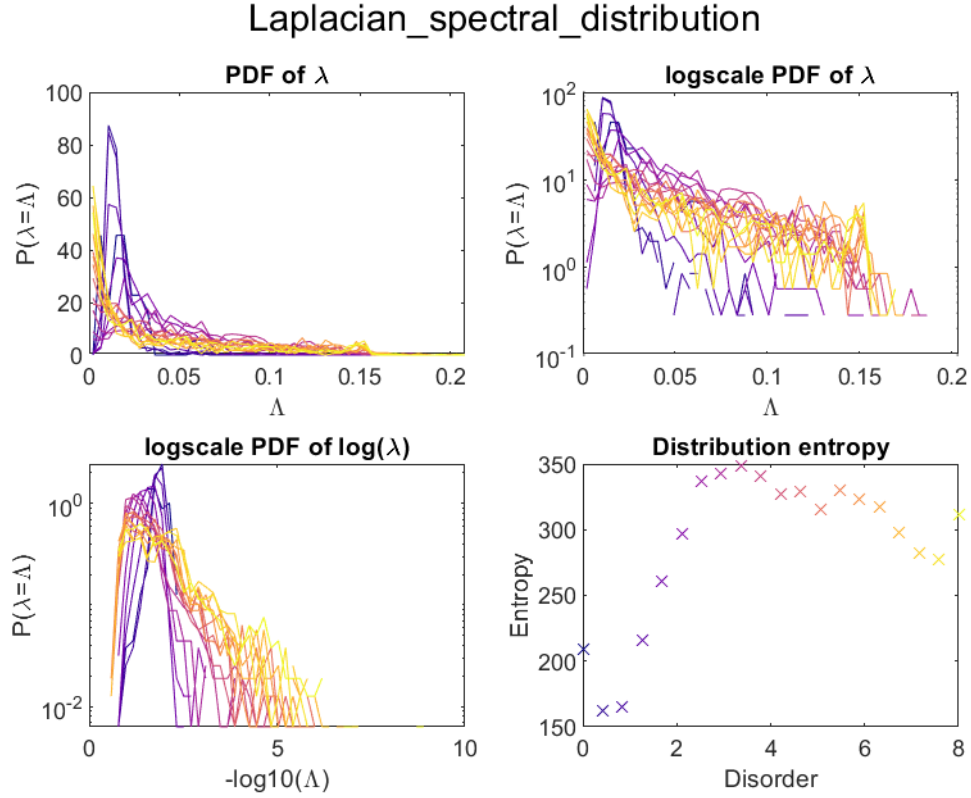 Laplacian_spectral_distribution
PDF of λ
P(λ=Λ)
100
80
60
40
20
0
0 0.05 0.1 0.15 0.2
Λ
logscale PDF of λ
P(λ=Λ)
10^2
10^1
10^0
10^-1
0 0.05 0.1 0.15 0.2
Λ
logscale PDF of log(λ)
P(λ=Λ)
10^0
10^-2
0 5 10
-log10(Λ)
Distribution entropy
Entropy
350
300
250
200
150
0 2 4 6 8
Disorder